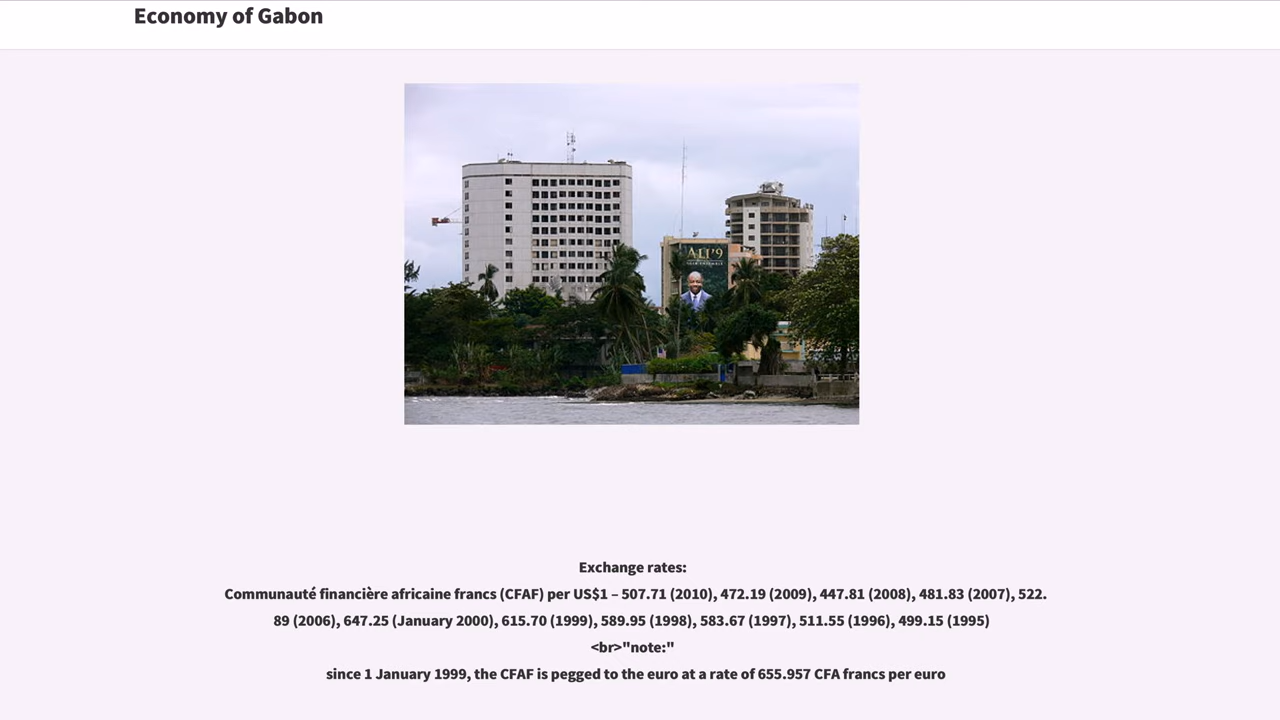 Economy of Gabon
ALI'9
Exchange rates:
Communauté financière africaine francs (CFAF) per US$1 – 507.71 (2010), 472.19 (2009), 447.81 (2008), 481.83 (2007), 522.
89 (2006), 647.25 (January 2000), 615.70 (1999), 589.95 (1998), 583.67 (1997), 511.55 (1996), 499.15 (1995)
<br>"note:"
since 1 January 1999, the CFAF is pegged to the euro at a rate of 655.957 CFA francs per euro